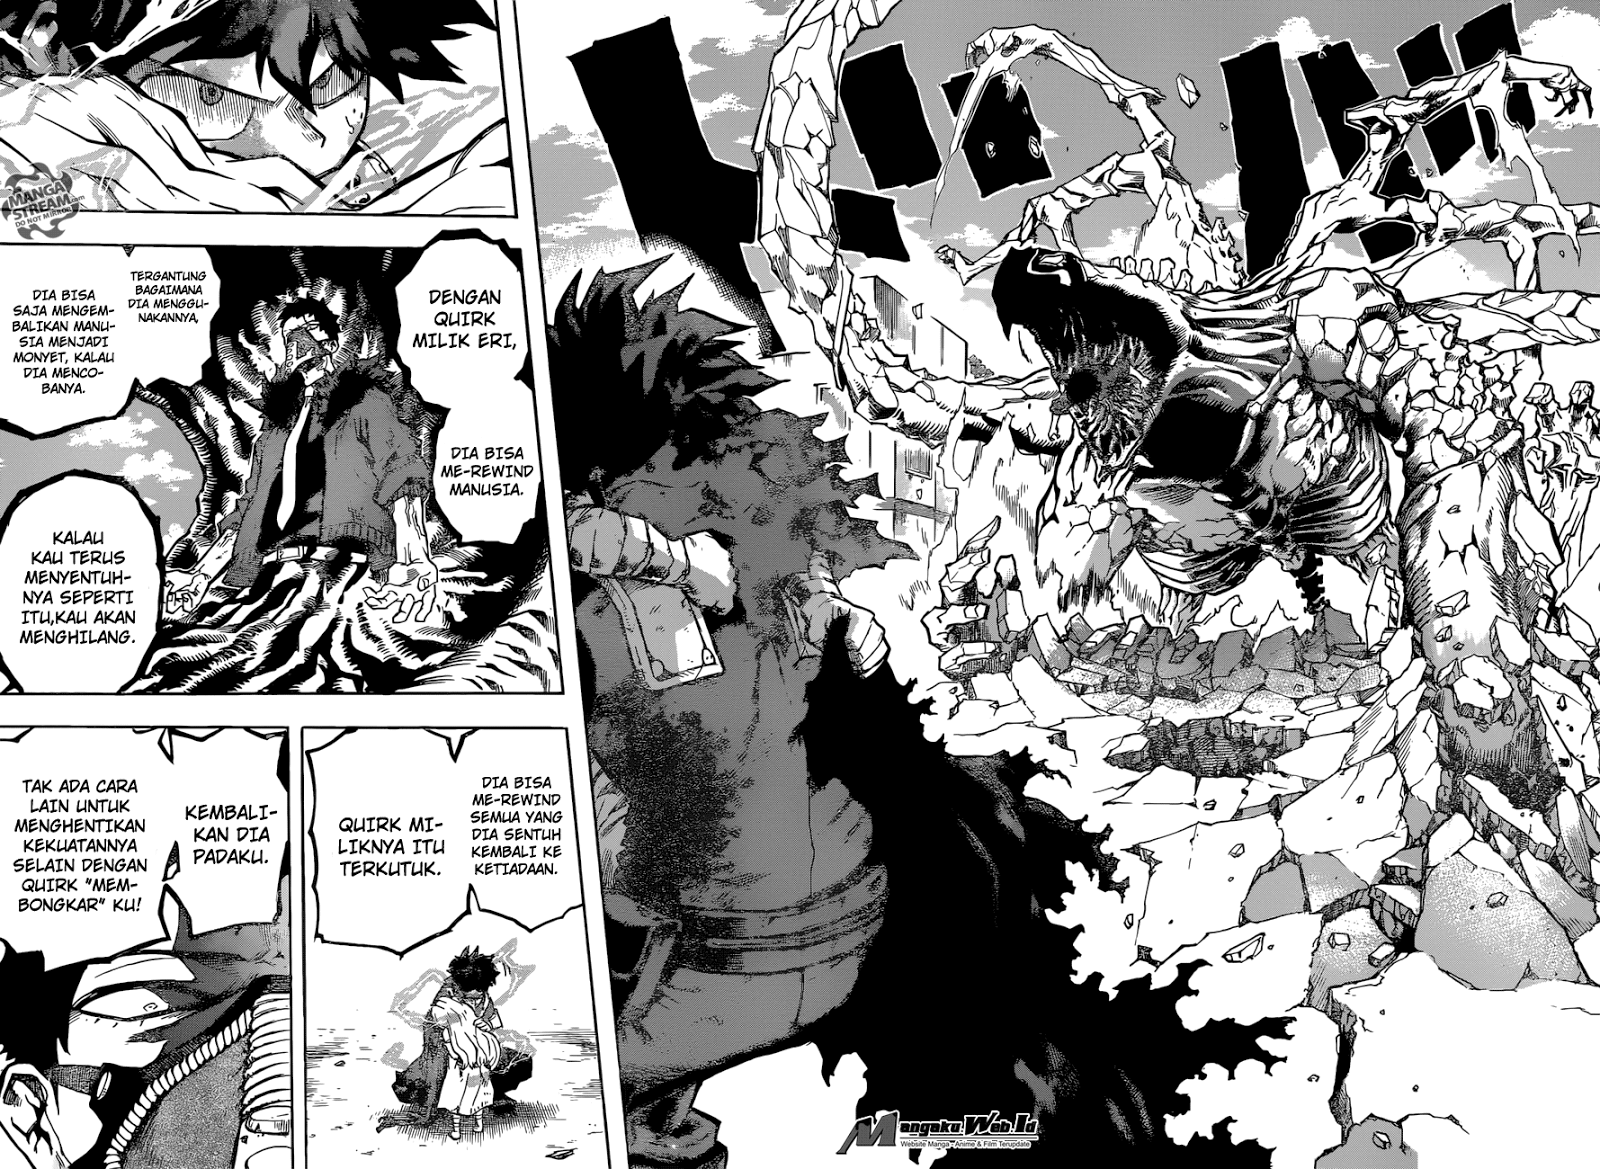 DENGAN
QUIRK
MILIK ERI,
DIA BISA
ME-REWIND
MANUSIA.
TERGANTUNG
BAGAIMANA
DIA MENGGU-
NAKANNYA,
DIA BISA
SAJA MENGEM-
BALIKAN MANU-
SIA MENJADI
MONYET, KALAU
DIA MENCO-
BANYA.
KALAU
KAU TERUS
MENYENTUH-
NYA SEPERTI
ITU,KAU AKAN
MENGHILANG.
DIA BISA
ME-REWIND
SEMUA YANG
DIA SENTUH
KEMBALI KE
KETIADAAN.
QUIRK MI-
LIKNYA ITU
TERKUTUK.
KEMBALI-
KAN DIA
PADAKU.
TAK ADA CARA
LAIN UNTUK
MENGHENTIKAN
KEKUATANNYA
SELAIN DENGAN
QUIRK "MEM-
BONGKAR" KU!
MANGA
STREAM.com
DO NOT MIRROR
Mangaku.Web.Id
Website Manga - Anime & Film Terupdate